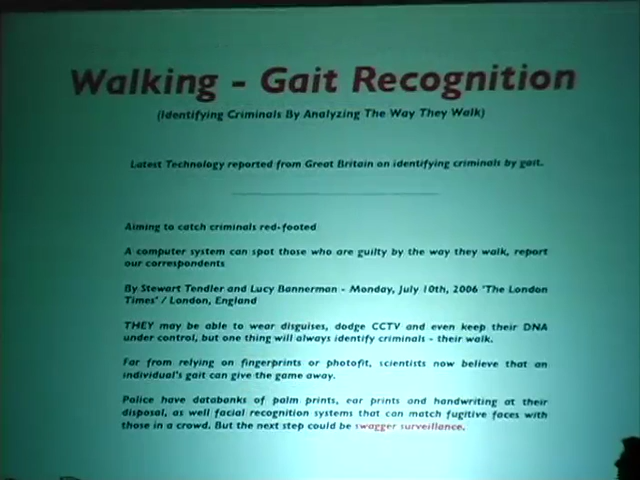 Walking - Gait Recognition
(Identifying Criminals By Analyzing The Way They Walk)
Latest Technology reported from Great Britain on identifying criminals by gait.
Aiming to catch criminals red-footed
A computer system can spot those who are guilty by the way they walk, report
our correspondents
By Stewart Tendler and Lucy Bannerman - Monday, July 10th, 2006 'The London
Times' / London, England
THEY may be able to wear disguises, dodge CCTV and even keep their DNA
under control, but one thing will always identify criminals - their walk.
Far from relying on fingerprints or photofit, scientists now believe that an
individual's gait can give the game away.
Police have databanks of palm prints, ear prints and handwriting at their
disposal, as well facial recognition systems that can match fugitive faces with
those in a crowd. But the next step could be swagger surveillance.